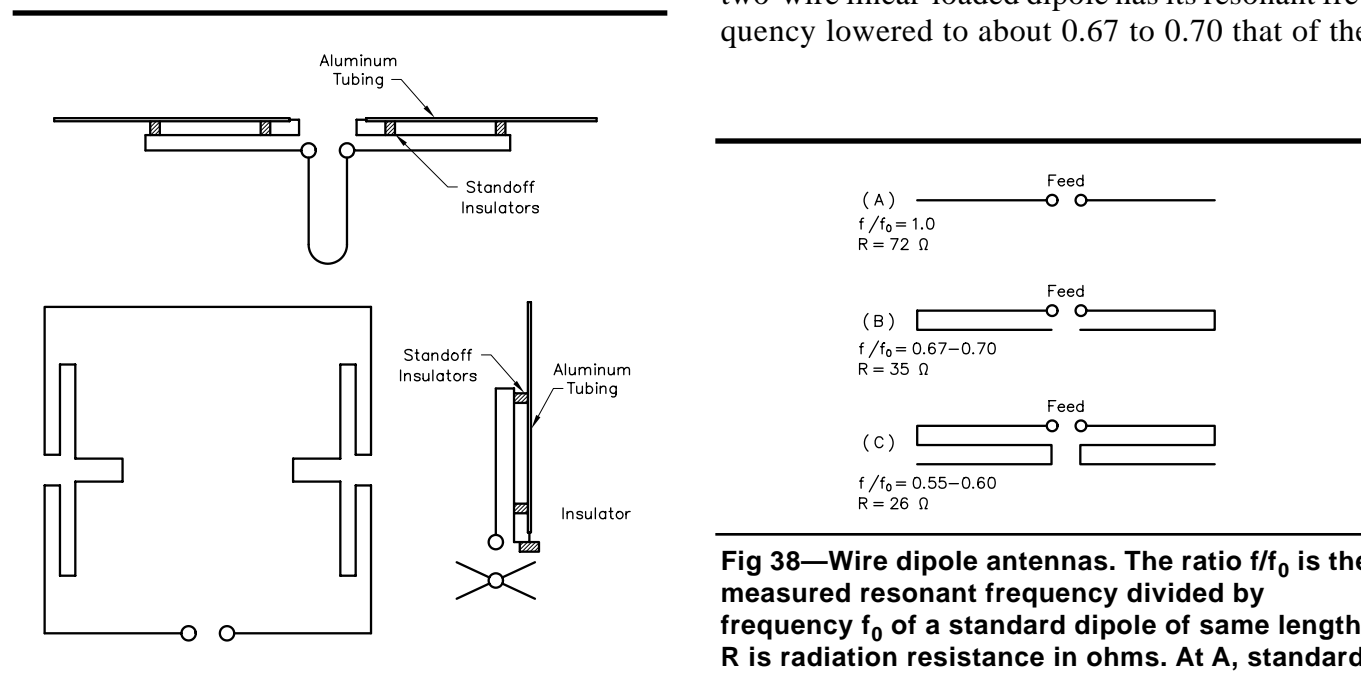 two-wire linear-loaded dipole has its resonant fre-
quency lowered to about 0.67 to 0.70 that of the
Aluminum
Tubing
Standoff
Insulators
Standoff
Insulators
Aluminum
Tubing
Insulator
Feed
(A)
f/f₀ = 1.0
R = 72 Ω
Feed
(B)
f/f₀ = 0.67–0.70
R = 35 Ω
Feed
(C)
f/f₀ = 0.55–0.60
R = 26 Ω
Fig 38—Wire dipole antennas. The ratio f/f₀ is the
measured resonant frequency divided by
frequency f₀ of a standard dipole of same length
R is radiation resistance in ohms. At A, standard